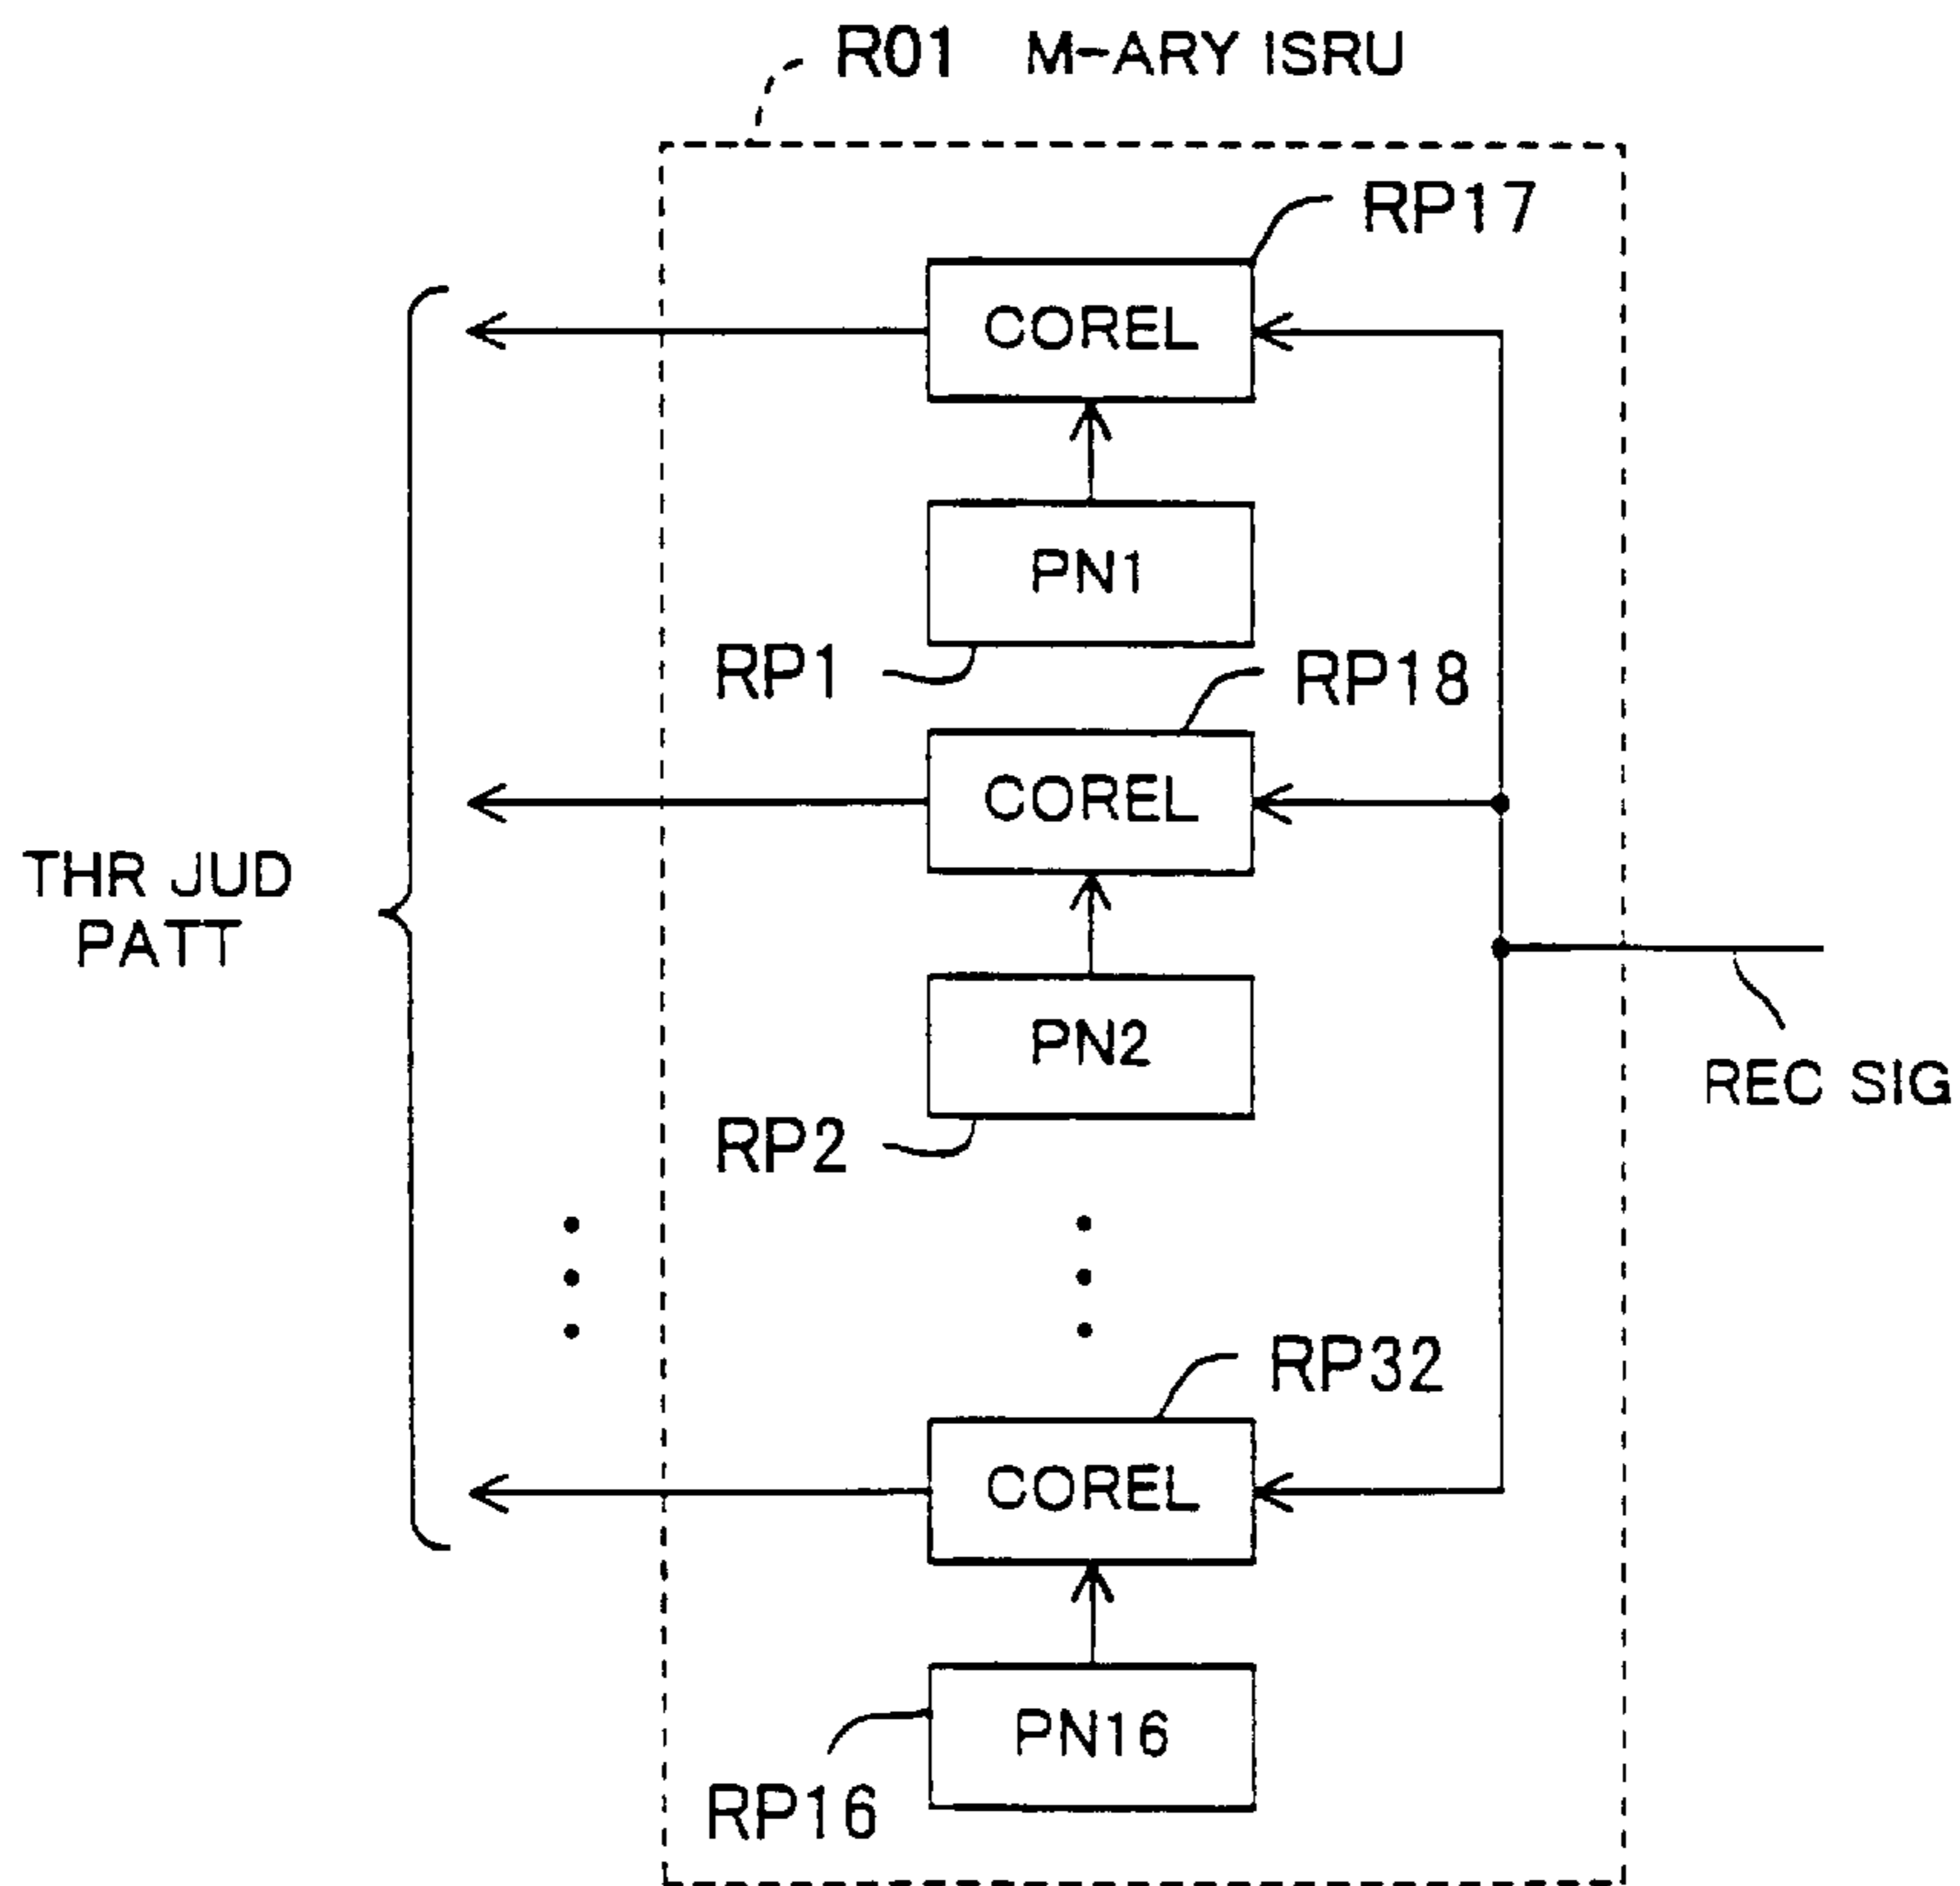 R01 M-ARY ISRU
RP17
COREL
PN1
RP1
RP18
COREL
THR JUD
PATT
PN2
REC SIG
RP2
RP32
COREL
PN16
RP16